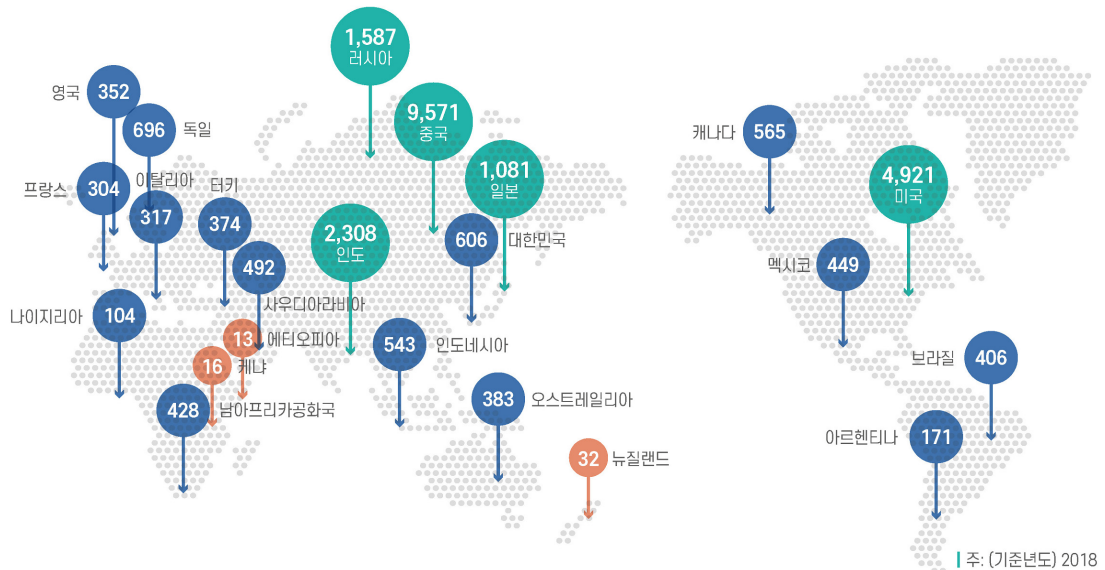 1,587
러시아
영국
352
9,571
중국
696
독일
캐나다
565
1,081
일본
4,921
미국
프랑스
304
이탈리아
317
터키
374
2,308
인도
606
대한민국
492
사우디아라비아
멕시코
449
나이지리아
104
13
에티오피아
543
인도네시아
16
케냐
브라질
406
428
남아프리카공화국
383
오스트레일리아
아르헨티나
171
32
뉴질랜드
주: (기준년도) 2018